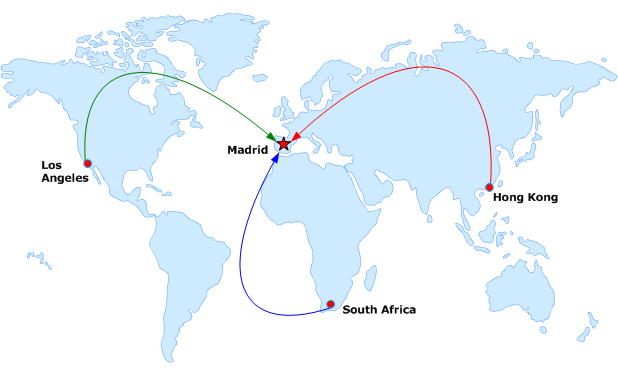 Madrid
Los
Angeles
Hong Kong
South Africa